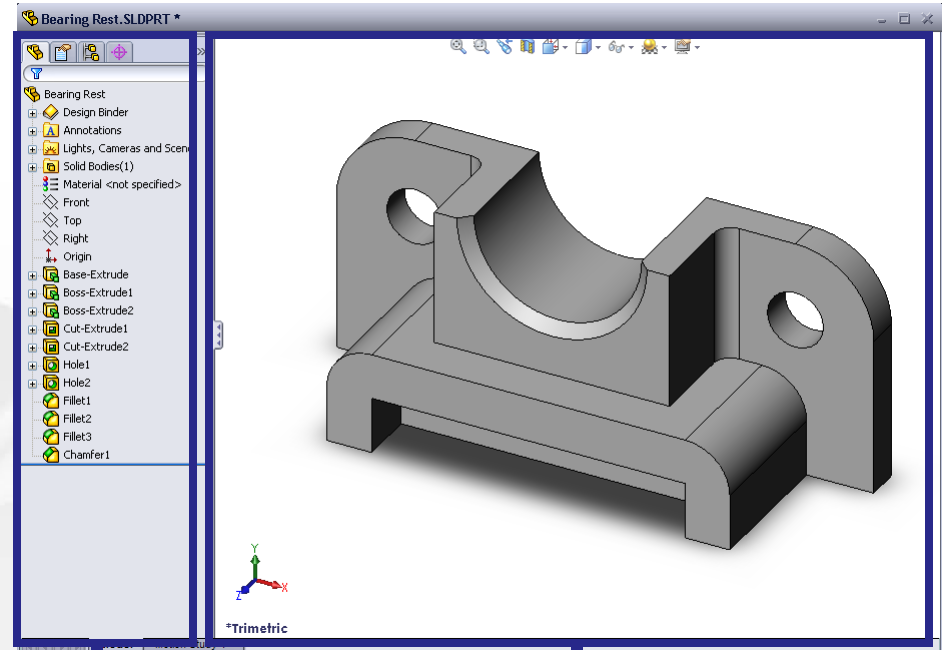 Bearing Rest.SLDPRT *
Bearing Rest
Design Binder
A Annotations
Lights, Cameras and Scen
Solid Bodies(1)
Material <not specified>
Front
Top
Right
Origin
Base-Extrude
Boss-Extrude1
Boss-Extrude2
Cut-Extrude1
Cut-Extrude2
Hole1
Hole2
Fillet1
Fillet2
Fillet3
Chamfer1
Y
X
Z
*Trimetric